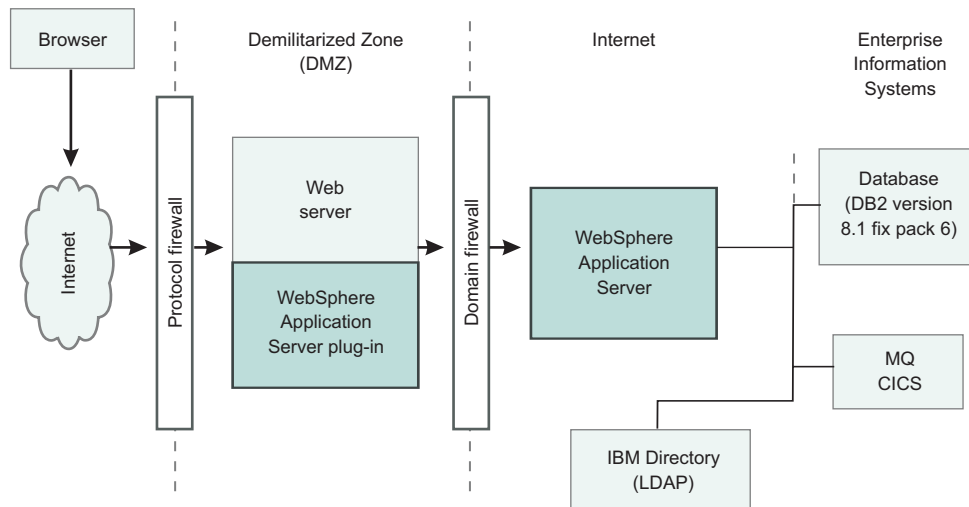 Browser
Demilitarized Zone
(DMZ)
Internet
Enterprise
Information
Systems
Internet
Protocol firewall
Web
server
WebSphere
Application
Server plug-in
Domain firewall
WebSphere
Application
Server
Database
(DB2 version
8.1 fix pack 6)
MQ
CICS
IBM Directory
(LDAP)